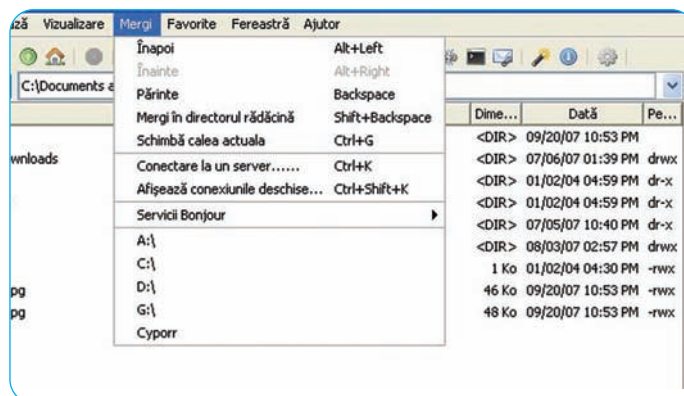 ză Vizualizare Mergi Favorite Fereastră Ajutor
Înapoi Alt+Left
Înainte Alt+Right
C:\Documents a
Părinte Backspace
Mergi în directorul rădăcină Shift+Backspace
Schimbă calea actuala Ctrl+G
Conectare la un server...... Ctrl+K
Afișează conexiunile deschise... Ctrl+Shift+K
Servicii Bonjour
A:\
C:\
D:\
G:\
Cyporr
Dime... Dată Pe...
<DIR> 09/20/07 10:53 PM
wnloads <DIR> 07/06/07 01:39 PM drwx
<DIR> 01/02/04 04:59 PM dr-x
<DIR> 01/02/04 04:59 PM dr-x
<DIR> 07/05/07 10:40 PM dr-x
<DIR> 08/03/07 02:57 PM drwx
1 Ko 01/02/04 04:30 PM -rwx
pg 46 Ko 09/20/07 10:53 PM -rwx
pg 48 Ko 09/20/07 10:53 PM -rwx